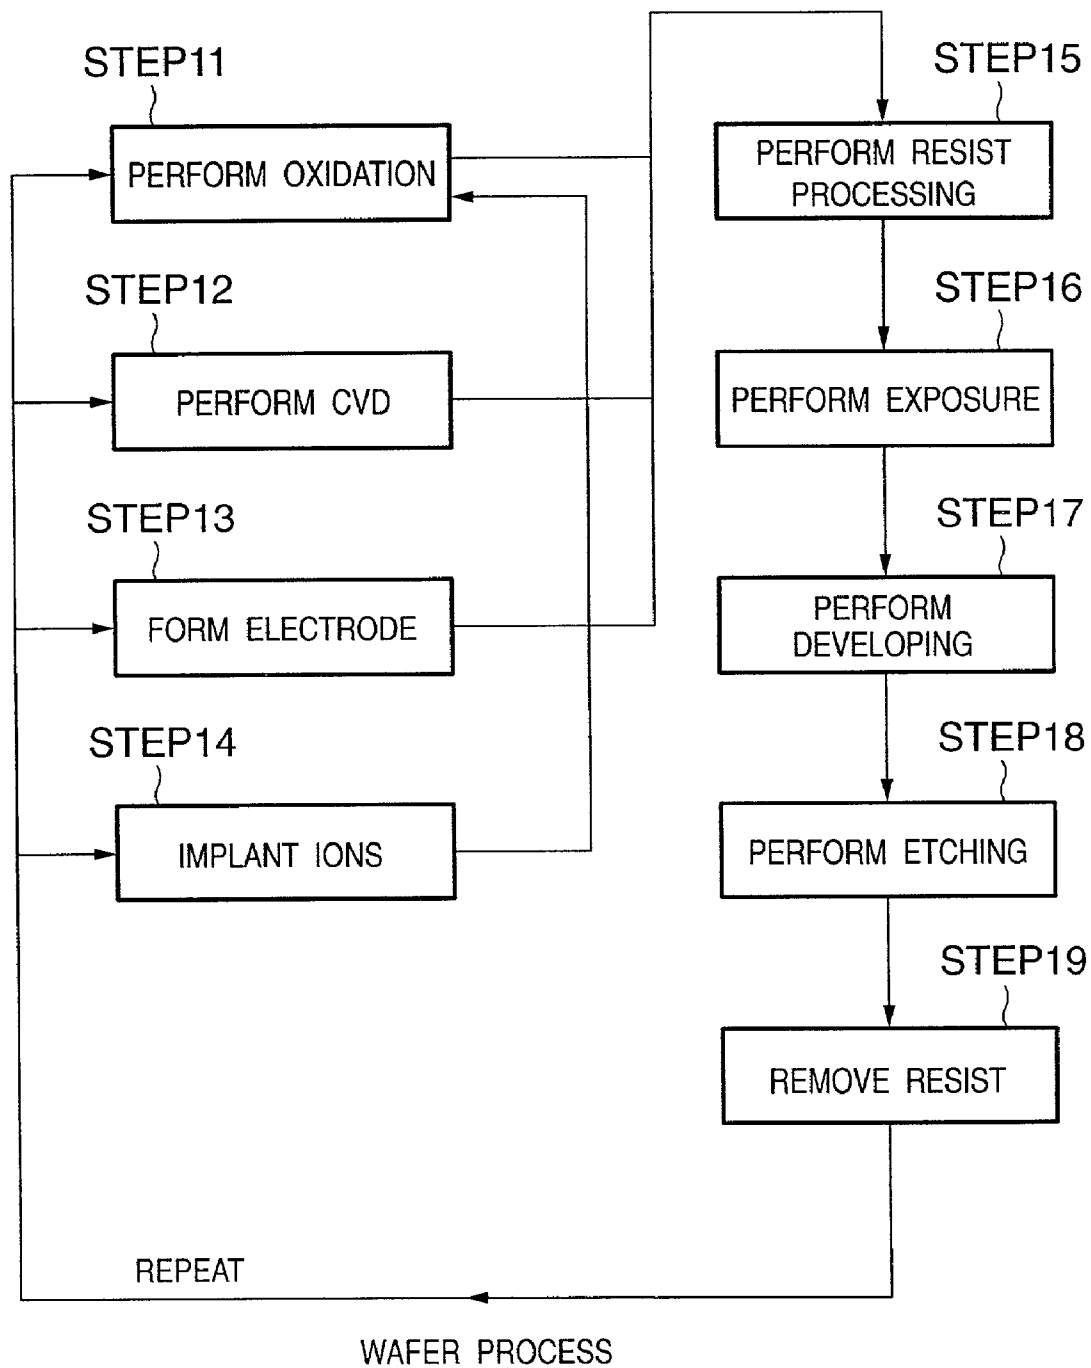 STEP11
PERFORM OXIDATION
STEP12
PERFORM CVD
STEP13
FORM ELECTRODE
STEP14
IMPLANT IONS
STEP15
PERFORM RESIST
PROCESSING
STEP16
PERFORM EXPOSURE
STEP17
PERFORM
DEVELOPING
STEP18
PERFORM ETCHING
STEP19
REMOVE RESIST
REPEAT
WAFER PROCESS